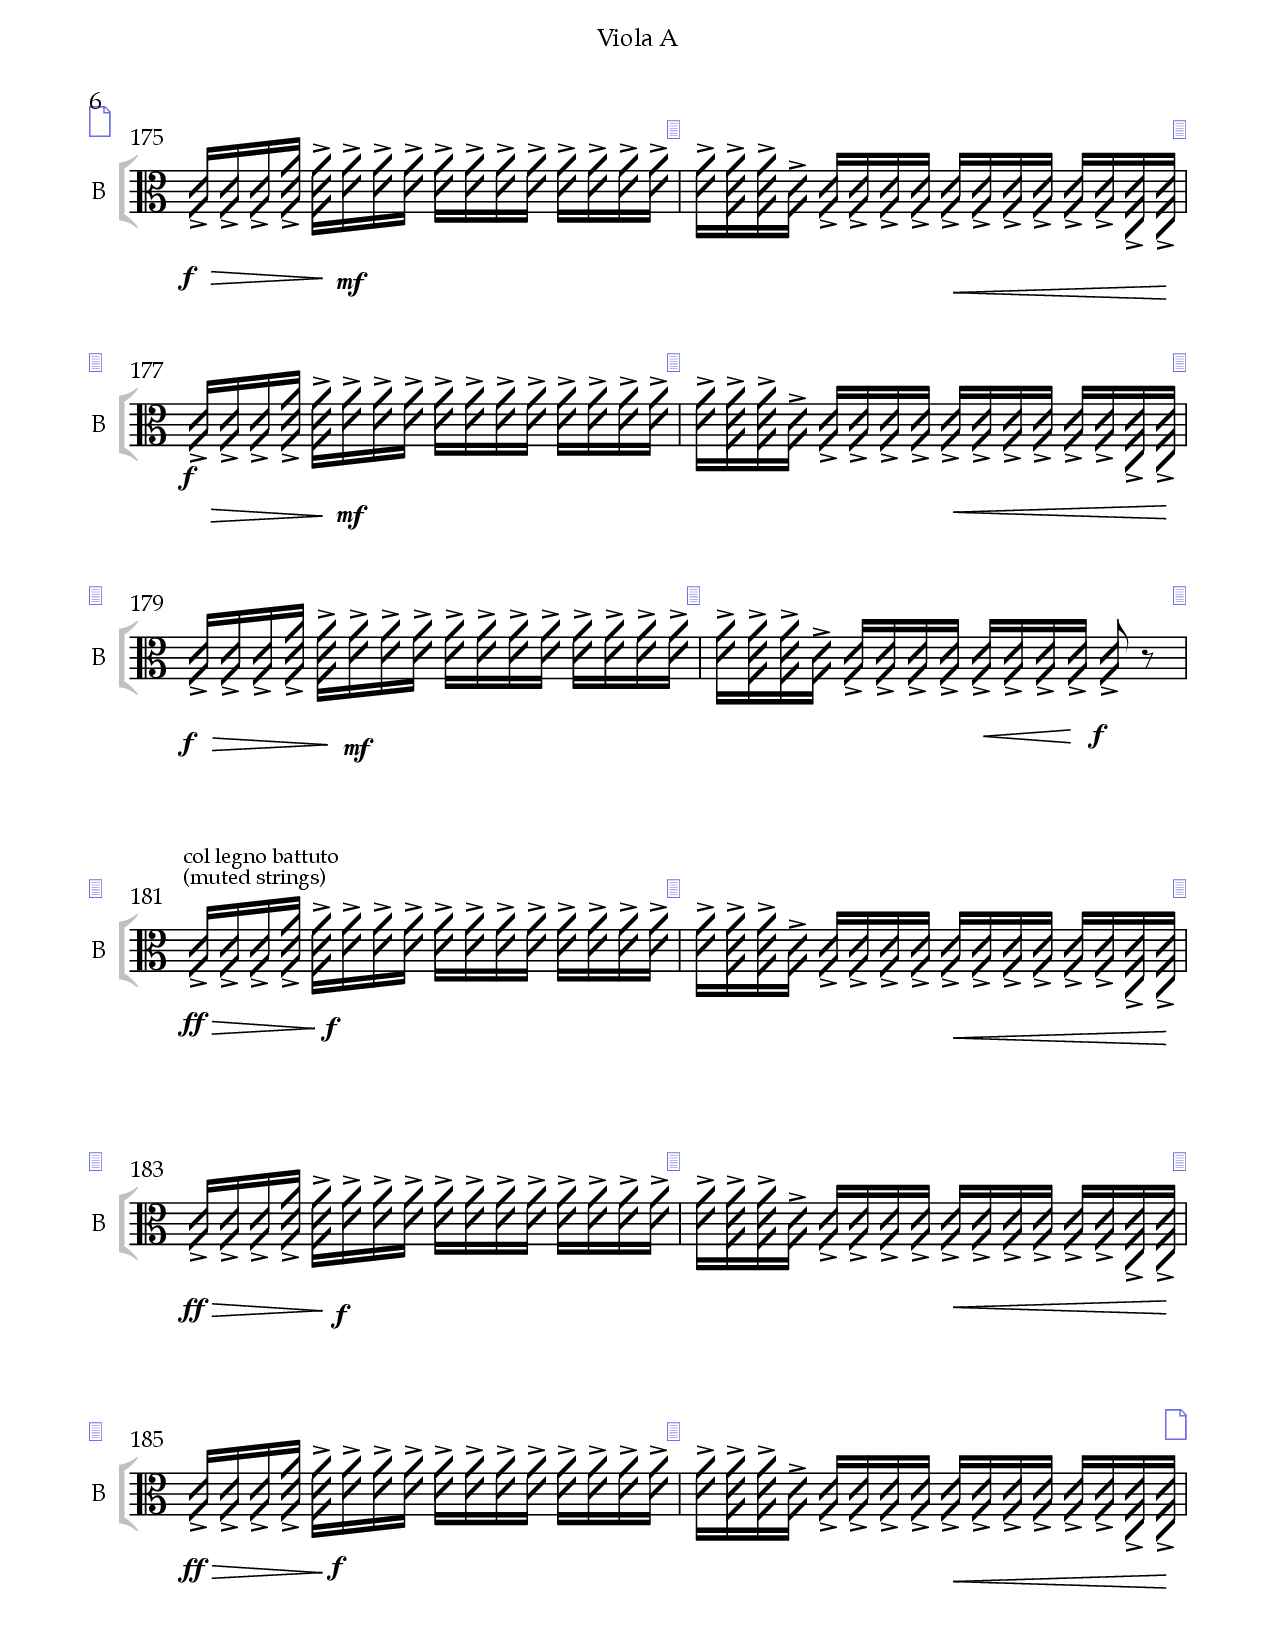 Viola A
6
175
B
f mf
177
B
f
mf
179
B
f mf f
col legno battuto
(muted strings)
181
B
ff f
183
B
ff f
185
B
ff f